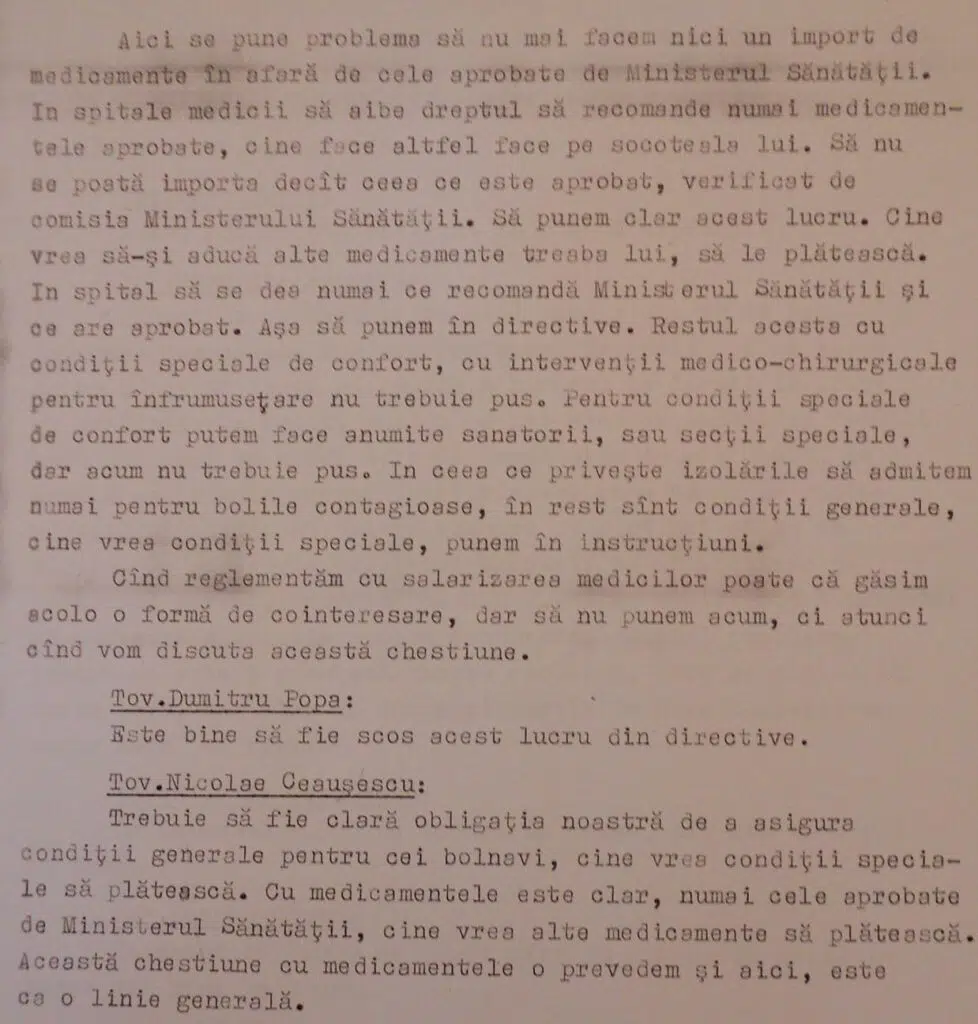 Aici se pune problema să nu mai facem nici un import de
medicamente în afară de cele aprobate de Ministerul Sănătăţii.
In spitale medicii să aibe dreptul să recomande numai medicamen-
tele aprobate, cine face altfel face pe socoteala lui. Să nu
se poată importa decît ceea ce este aprobat, verificat de
comisia Ministerului Sănătăţii. Să punem clar acest lucru. Cine
vrea să-şi aducă alte medicamente treaba lui, să le plătească.
In spital să se dea numai ce recomandă Ministerul Sănătăţii şi
ce are aprobat. Aşa să punem în directive. Restul acesta cu
condiţii speciale de confort, cu intervenţii medico-chirurgicale
pentru înfrumuseţare nu trebuie pus. Pentru condiţii speciale
de confort putem face anumite sanatorii, sau secţii speciale,
dar acum nu trebuie pus. In ceea ce priveşte izolările să admitem
numai pentru bolile contagioase, în rest sînt condiţii generale,
cine vrea condiţii speciale, punem în instrucţiuni.
Cînd reglementăm cu salarizarea medicilor poate că găsim
acolo o formă de cointeresare, dar să nu punem acum, ci atunci
cînd vom discuta această chestiune.
Tov.Dumitru Popa:
Este bine să fie scos acest lucru din directive.
Tov.Nicolae Ceauşescu:
Trebuie să fie clară obligaţia noastră de a asigura
condiţii generale pentru cei bolnavi, cine vrea condiţii specia-
le să plătească. Cu medicamentele este clar, numai cele aprobate
de Ministerul Sănătăţii, cine vrea alte medicamente să plătească.
Această chestiune cu medicamentele o prevedem şi aici, este
ca o linie generală.